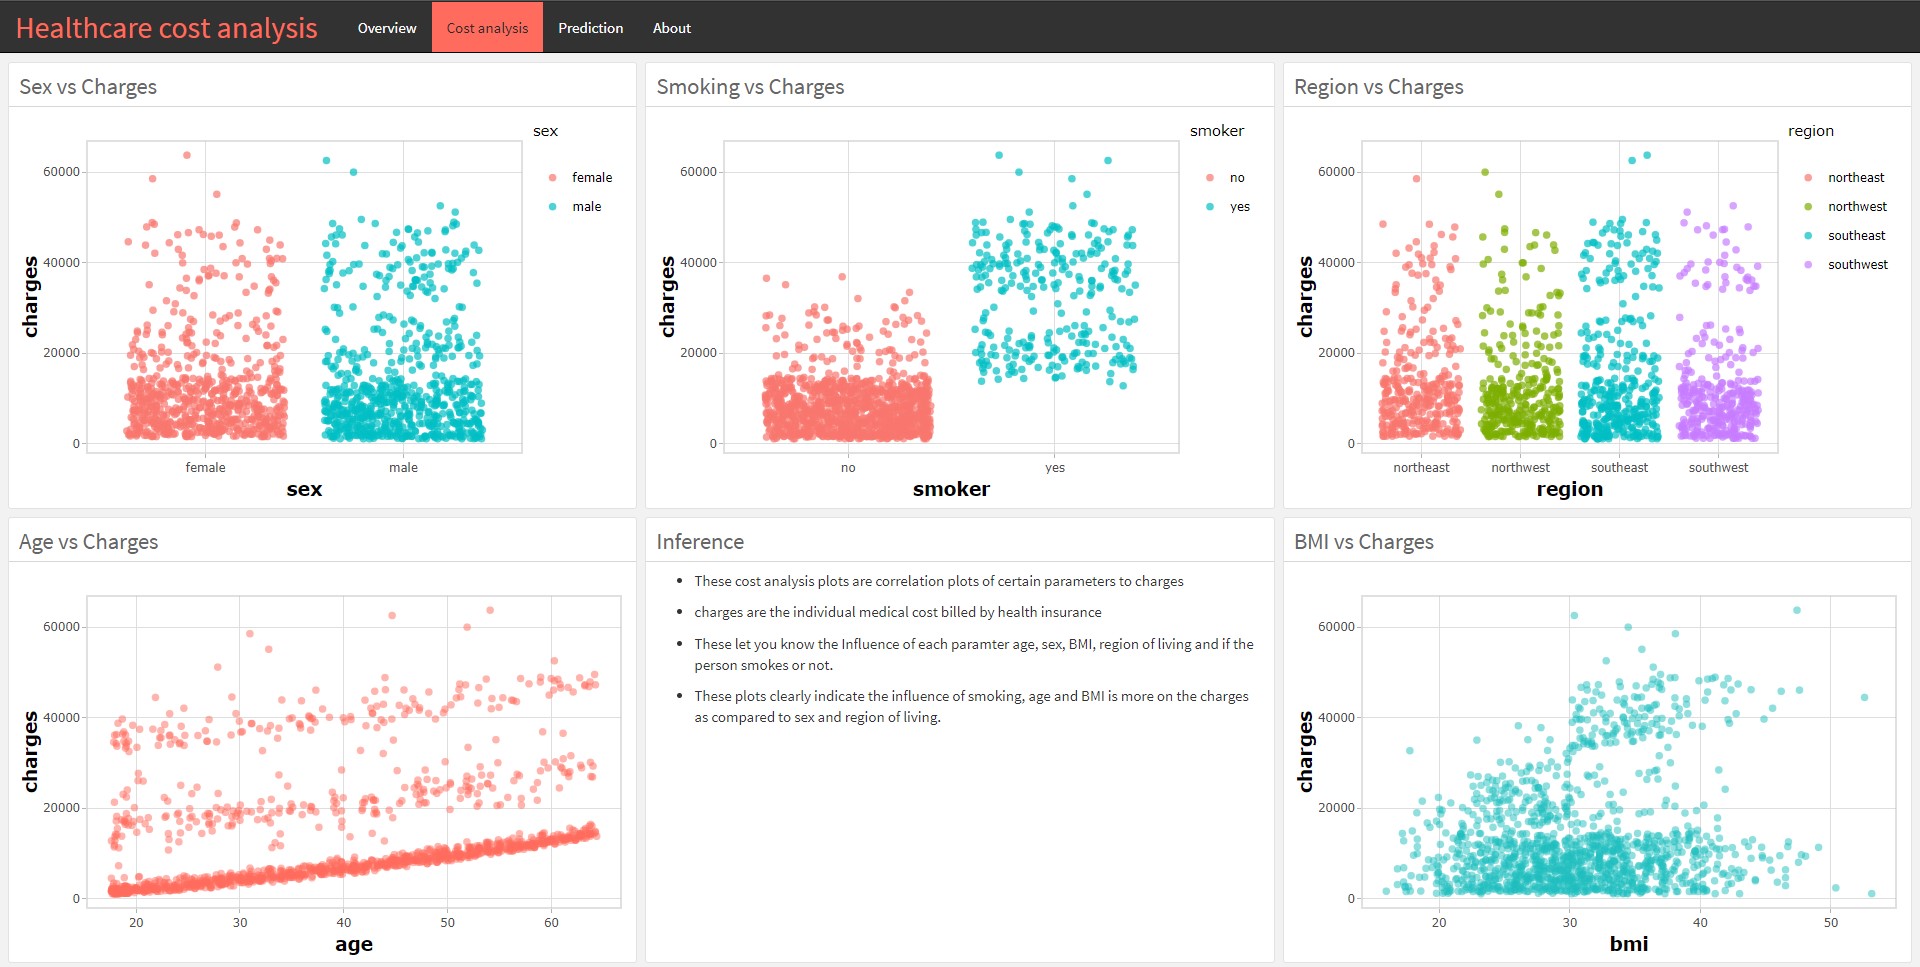 Healthcare cost analysis Overview Cost analysis Prediction About
Sex vs Charges
sex
female
male
60000
40000
20000
0
charges
female male
sex
Smoking vs Charges
smoker
no
yes
60000
40000
20000
0
charges
no yes
smoker
Region vs Charges
region
northeast
northwest
southeast
southwest
60000
40000
20000
0
charges
northeast northwest southeast southwest
region
Age vs Charges
60000
40000
20000
0
charges
20 30 40 50 60
age
Inference
• These cost analysis plots are correlation plots of certain parameters to charges
• charges are the individual medical cost billed by health insurance
• These let you know the Influence of each paramter age, sex, BMI, region of living and if the
person smokes or not.
• These plots clearly indicate the influence of smoking, age and BMI is more on the charges
as compared to sex and region of living.
BMI vs Charges
60000
40000
20000
0
charges
20 30 40 50
bmi